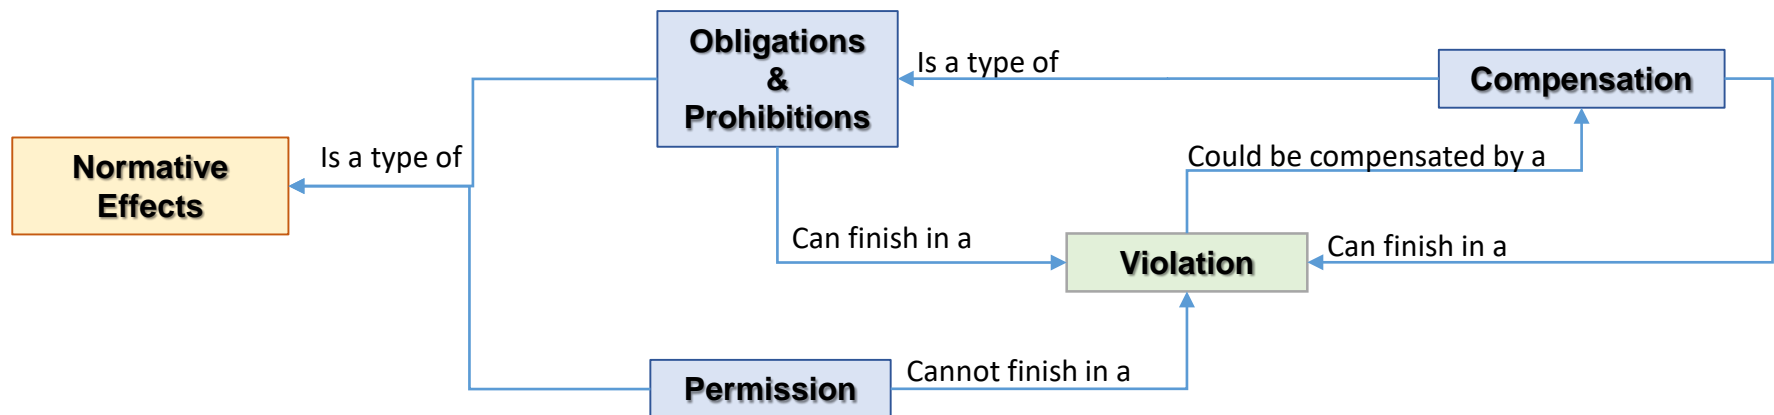 Obligations
&
Prohibitions
Is a type of
Compensation
Normative
Effects
Is a type of
Could be compensated by a
Can finish in a
Violation
Can finish in a
Permission
Cannot finish in a